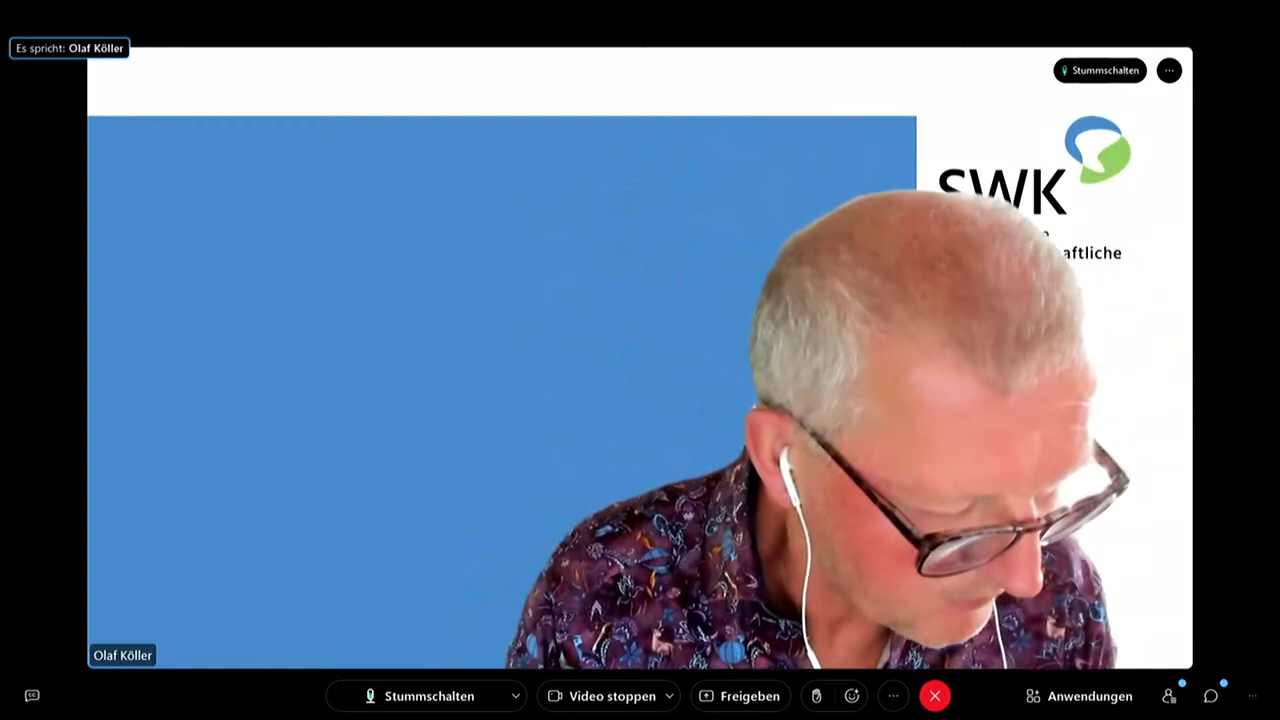 Es spricht: Olaf Köller
Stummschalten
SWK
aftliche
Olaf Köller
Stummschalten
Video stoppen
Freigeben
Anwendungen